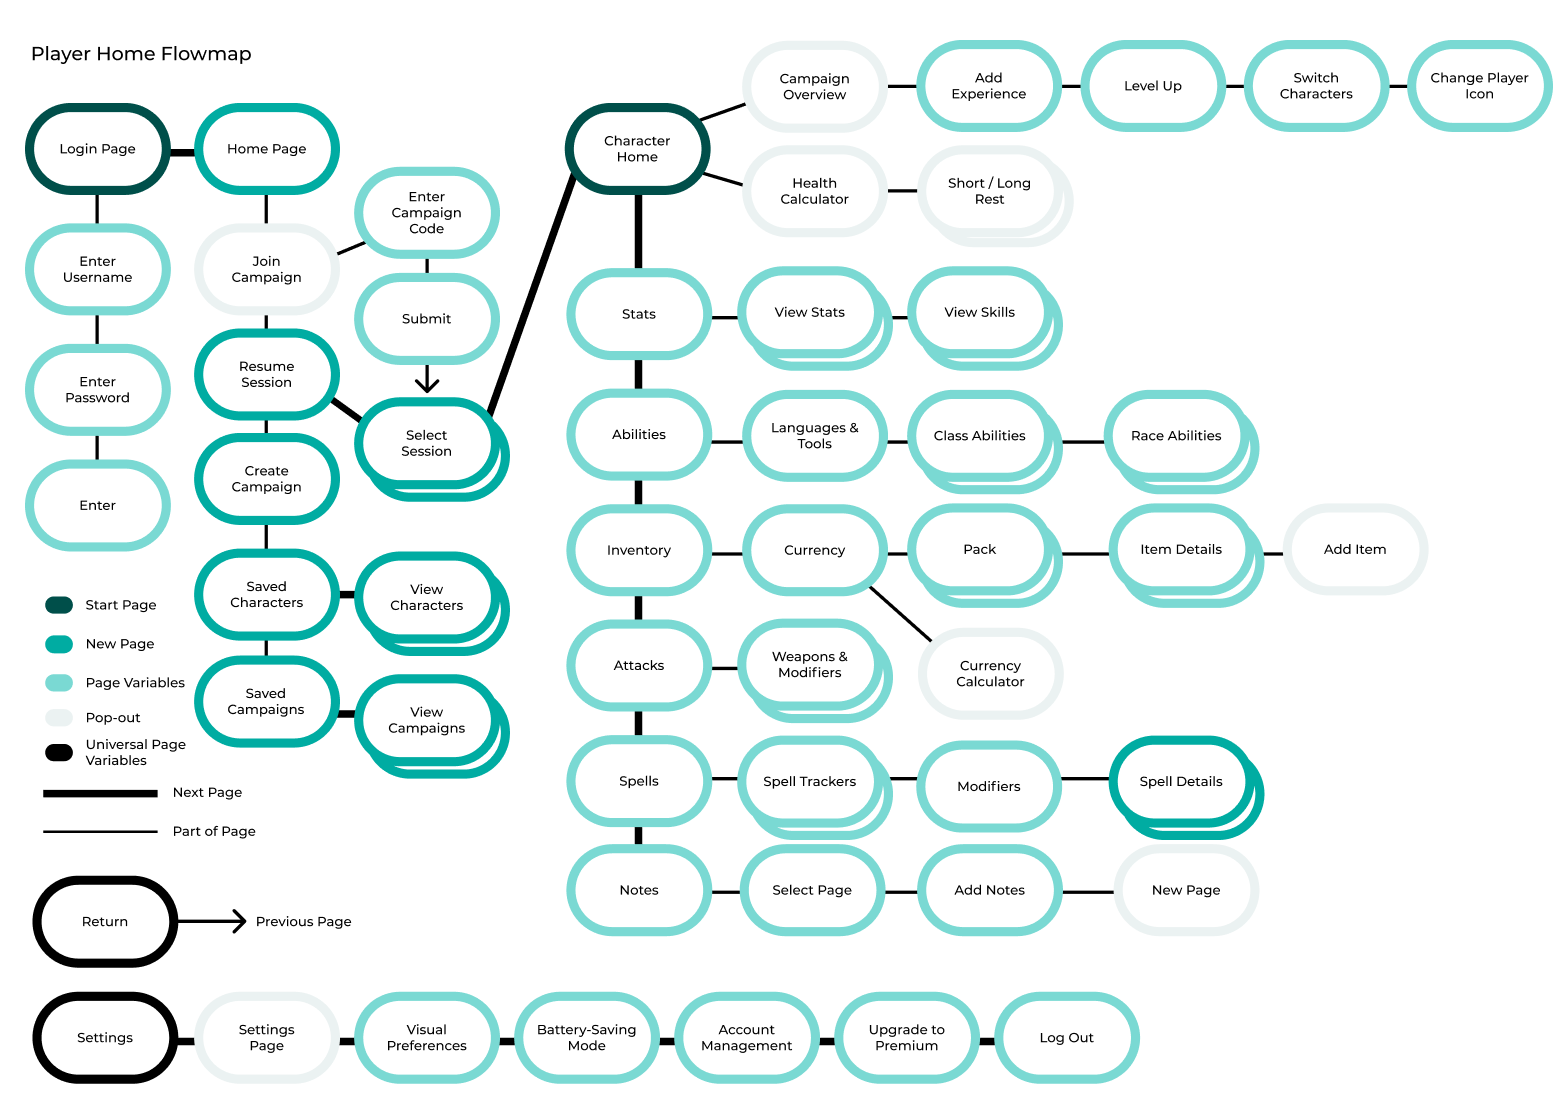 Player Home Flowmap
Login Page
Home Page
Enter
Username
Enter
Password
Enter
Join
Campaign
Resume
Session
Create
Campaign
Saved
Characters
Saved
Campaigns
Enter
Campaign
Code
Submit
Select
Session
View
Characters
View
Campaigns
Character
Home
Campaign
Overview
Add
Experience
Level Up
Switch
Characters
Change Player
Icon
Health
Calculator
Short / Long
Rest
Stats
View Stats
View Skills
Abilities
Languages &
Tools
Class Abilities
Race Abilities
Inventory
Currency
Pack
Item Details
Add Item
Currency
Calculator
Attacks
Weapons &
Modifiers
Spells
Spell Trackers
Modifiers
Spell Details
Notes
Select Page
Add Notes
New Page
Start Page
New Page
Page Variables
Pop-out
Universal Page
Variables
Next Page
Part of Page
Return
Previous Page
Settings
Settings
Page
Visual
Preferences
Battery-Saving
Mode
Account
Management
Upgrade to
Premium
Log Out